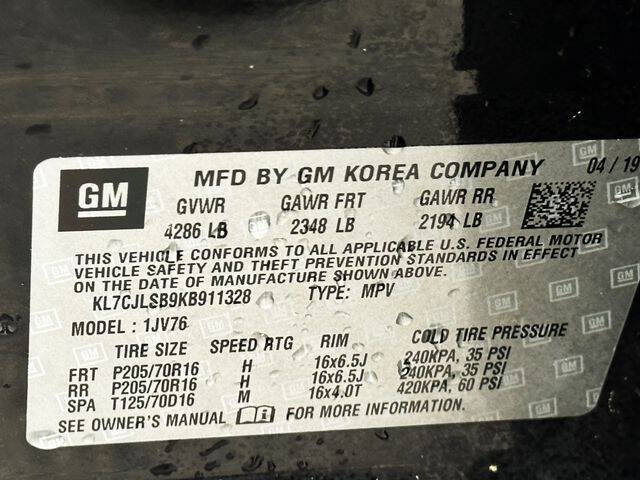 GM
MFD BY GM KOREA COMPANY 04 / 19
GVWR GAWR FRT GAWR RR
4286 LB 2348 LB 2194 LB
THIS VEHICLE CONFORMS TO ALL APPLICABLE U.S. FEDERAL MOTOR
VEHICLE SAFETY AND THEFT PREVENTION STANDARDS IN EFFECT
ON THE DATE OF MANUFACTURE SHOWN ABOVE.
KL7CJLSB9KB911328 TYPE: MPV
MODEL : 1JV76
TIRE SIZE SPEED RTG RIM COLD TIRE PRESSURE
FRT P205/70R16 H 16x6.5J 240KPA, 35 PSI
RR P205/70R16 H 16x6.5J 240KPA, 35 PSI
SPA T125/70D16 M 16x4.0T 420KPA, 60 PSI
SEE OWNER'S MANUAL FOR MORE INFORMATION.